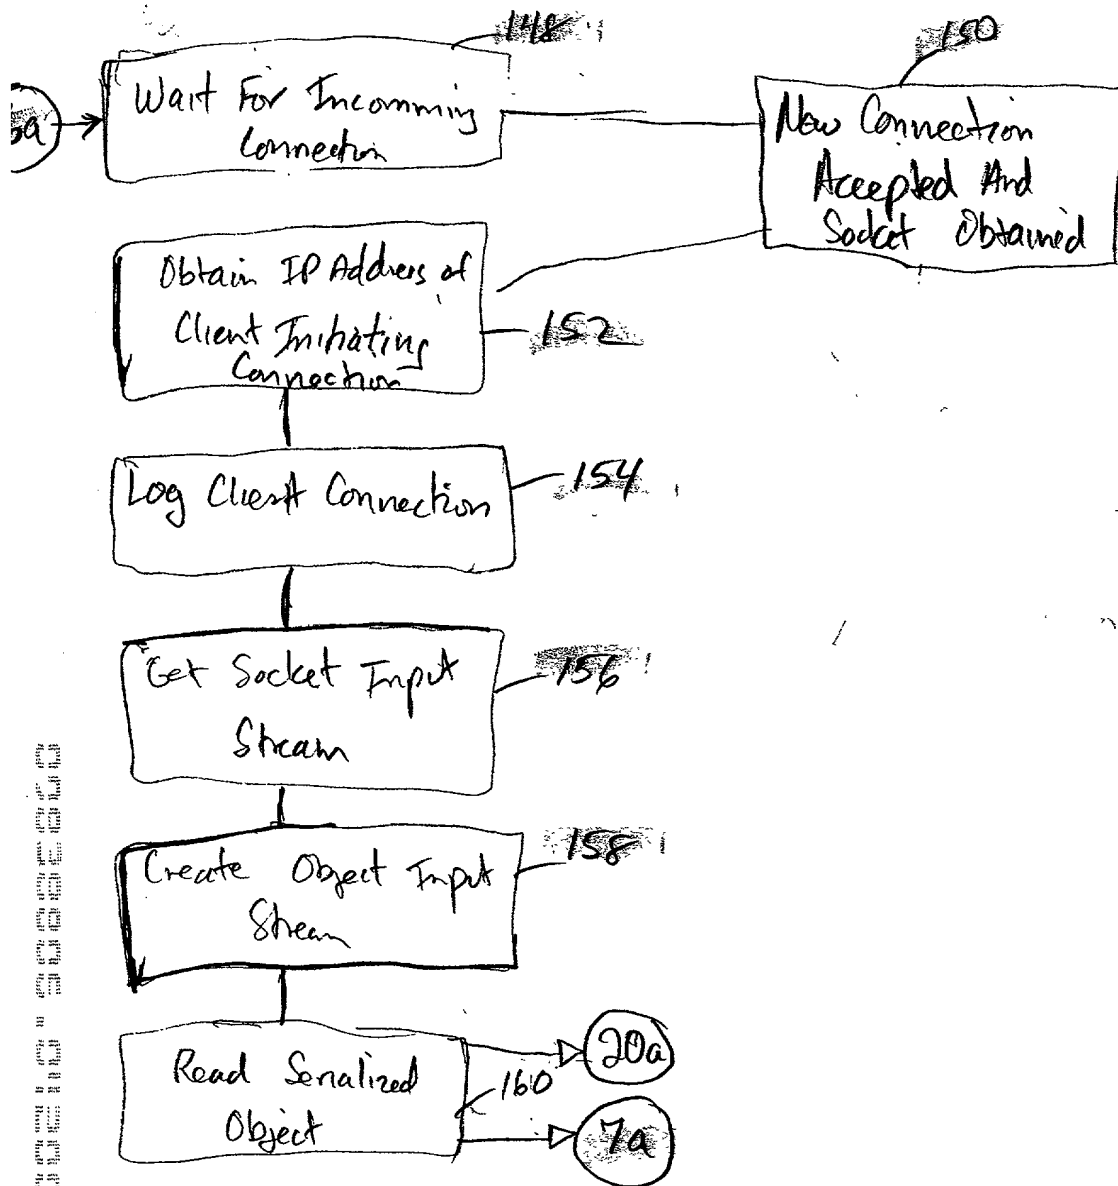 148
150
Wait For Incomming
Connection
New Connection
Accepted And
Socket Obtained
Obtain IP Address of
Client Initiating
Connection
152
Log Client Connection
154
Get Socket Input
Stream
156
Create Object Input
Stream
158
Read Serialized
Object
160
20a
7a